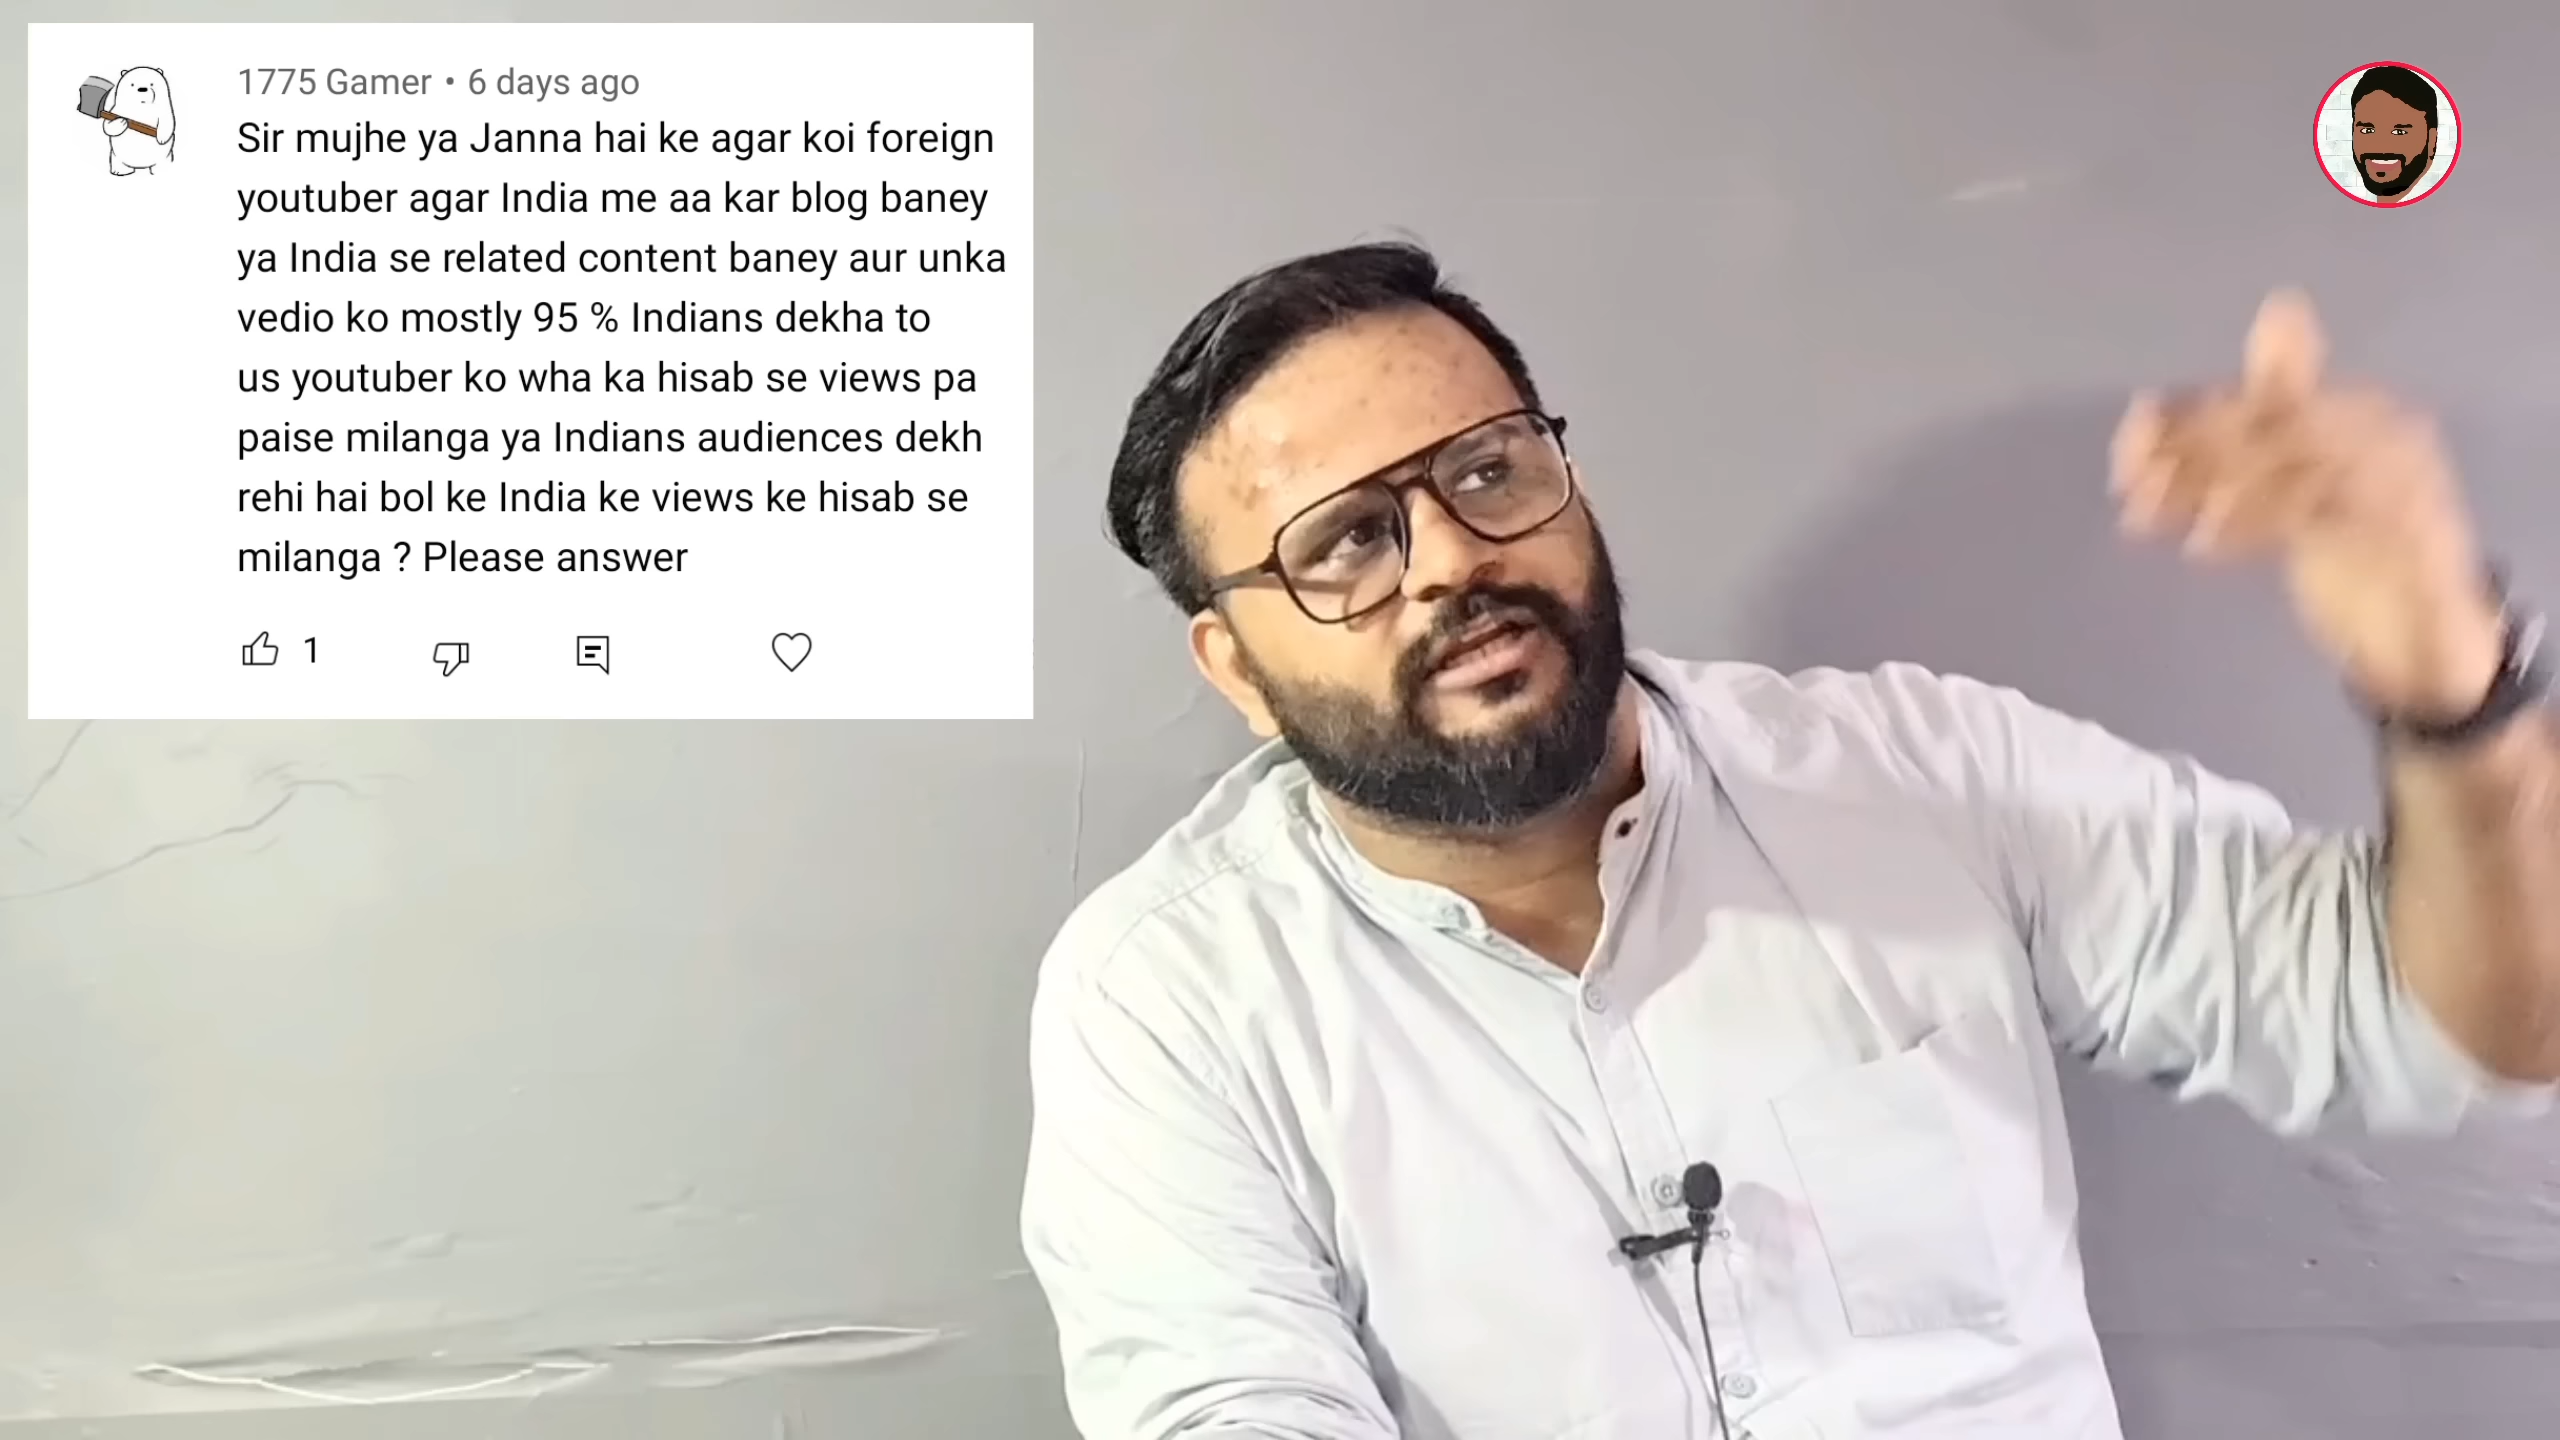 1775 Gamer • 6 days ago
Sir mujhe ya Janna hai ke agar koi foreign
youtuber agar India me aa kar blog baney
ya India se related content baney aur unka
vedio ko mostly 95 % Indians dekha to
us youtuber ko wha ka hisab se views pa
paise milanga ya Indians audiences dekh
rehi hai bol ke India ke views ke hisab se
milanga ? Please answer
1